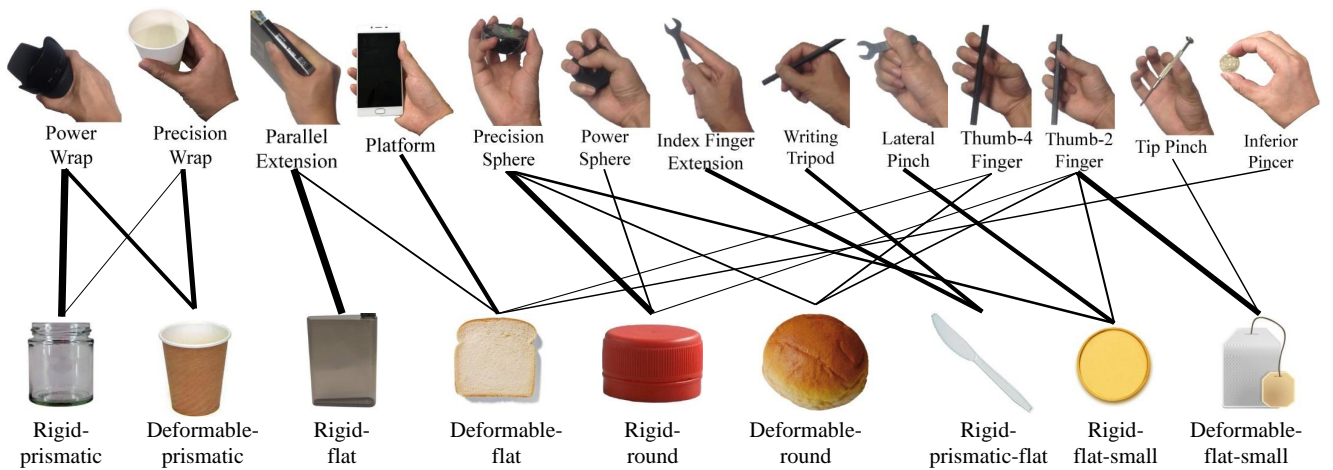 Power
Wrap
Precision
Wrap
Parallel
Extension
Platform
Precision
Sphere
Power
Sphere
Index Finger
Extension
Writing
Tripod
Lateral
Pinch
Thumb-4
Finger
Thumb-2
Finger
Tip Pinch
Inferior
Pincer
Rigid-
prismatic
Deformable-
prismatic
Rigid-
flat
Deformable-
flat
Rigid-
round
Deformable-
round
Rigid-
prismatic-flat
Rigid-
flat-small
Deformable-
flat-small